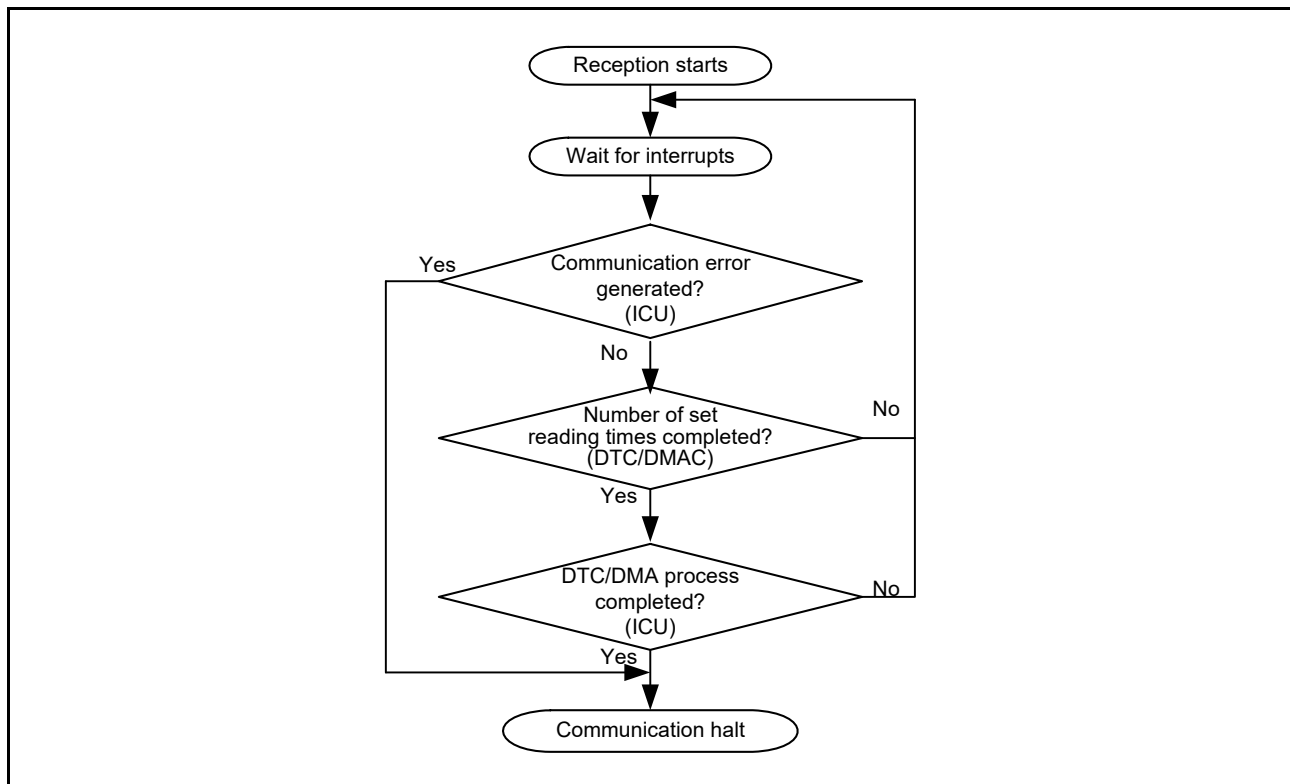 Reception starts
Wait for interrupts
Yes
Communication error
generated?
(ICU)
No
Number of set
reading times completed?
(DTC/DMAC)
No
Yes
DTC/DMA process
completed?
(ICU)
No
Yes
Communication halt